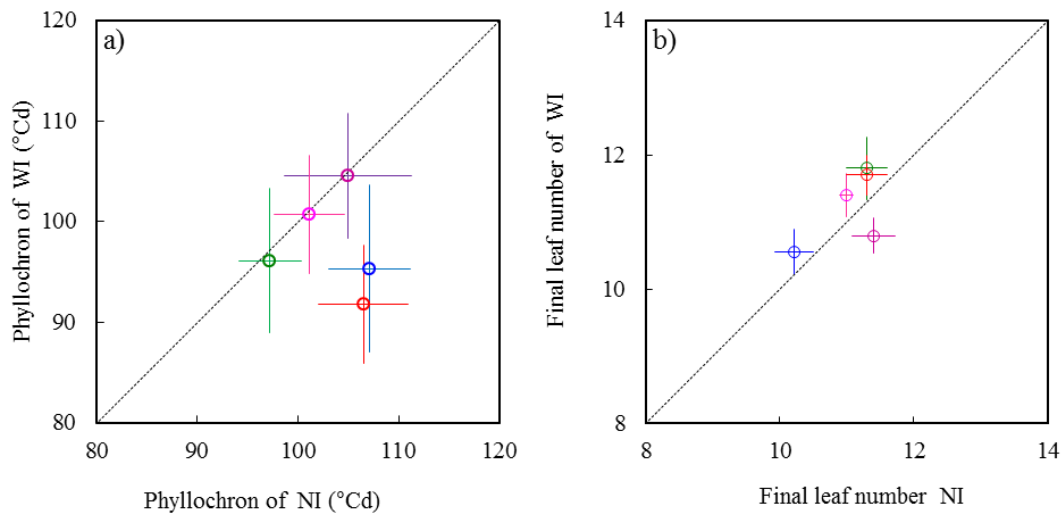 a)
120
110
100
90
80
Phyllochron of WI (°Cd)
80 90 100 110 120
Phyllochron of NI (°Cd)
b)
14
12
10
8
Final leaf number of WI
8 10 12 14
Final leaf number NI